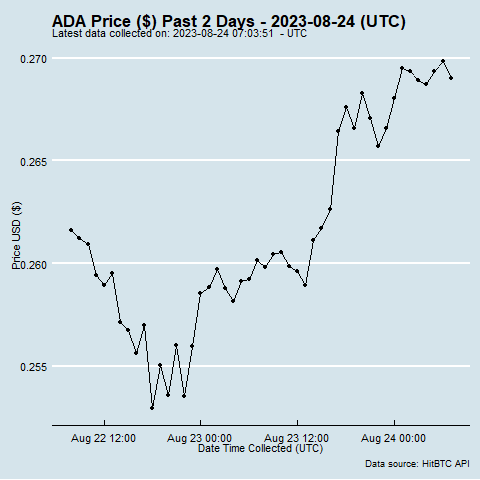 ADA Price ($) Past 2 Days - 2023-08-24 (UTC)
Latest data collected on: 2023-08-24 07:03:51 - UTC
0.270
0.265
0.260
0.255
Price USD ($)
Aug 22 12:00 Aug 23 00:00 Aug 23 12:00 Aug 24 00:00
Date Time Collected (UTC)
Data source: HitBTC API